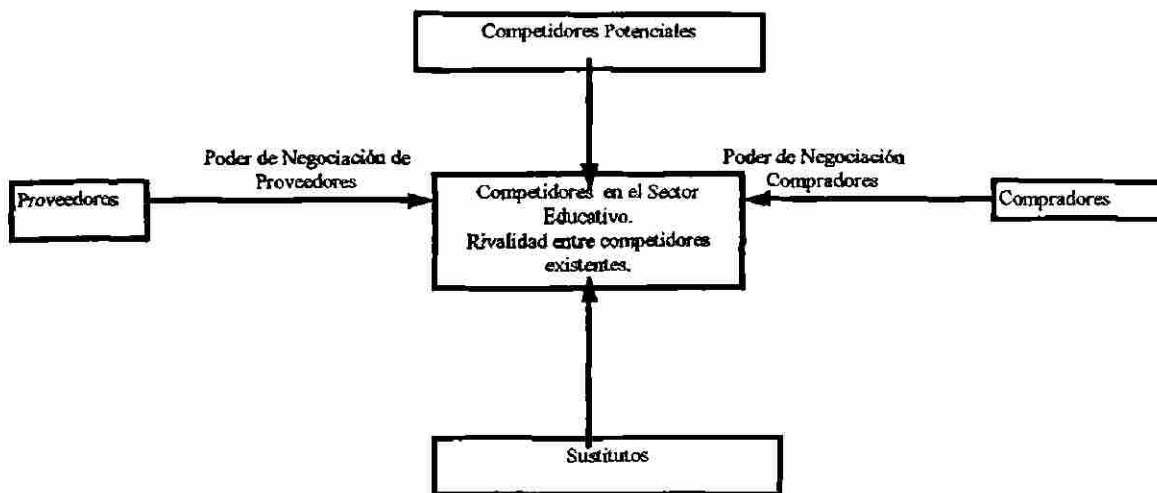 Competidores Potenciales
Poder de Negociación de
Proveedores
Poder de Negociación
Compradores
Proveedores
Competidores en el Sector
Educativo.
Rivalidad entre competidores
existentes.
Compradores
Sustitutos